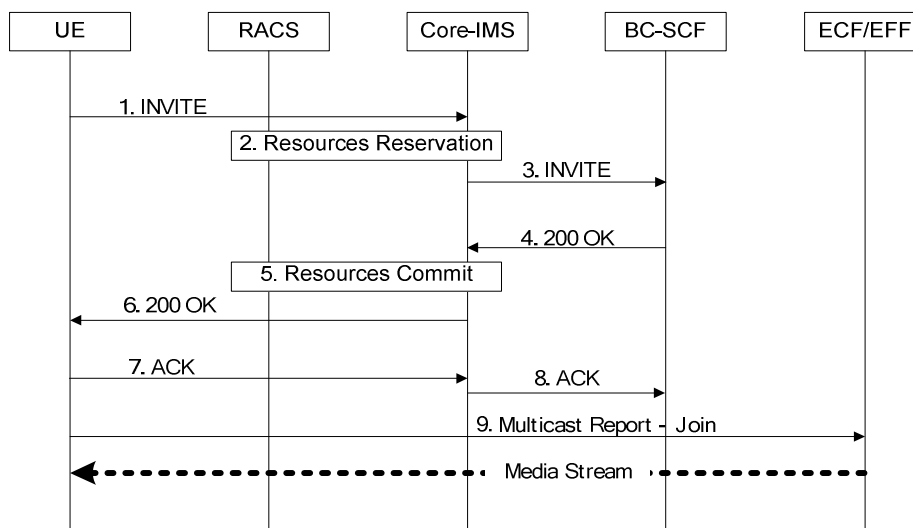 UE
RACS
Core-IMS
BC-SCF
ECF/EFF
1. INVITE
2. Resources Reservation
3. INVITE
4. 200 OK
5. Resources Commit
6. 200 OK
7. ACK
8. ACK
9. Multicast Report - Join
Media Stream